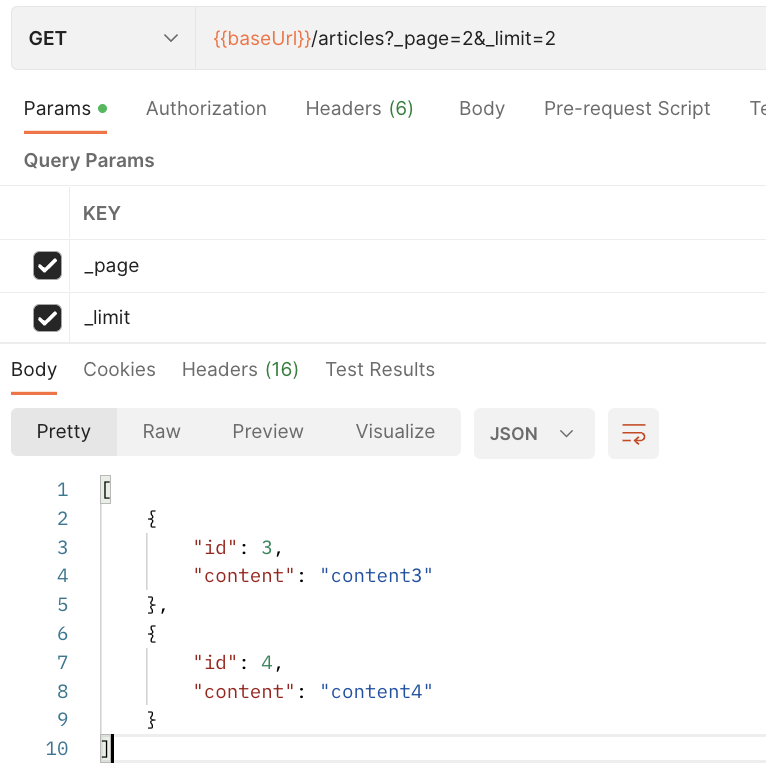 GET {{baseUrl}}/articles?_page=2&_limit=2
Params Authorization Headers (6) Body Pre-request Script Te
Query Params
KEY
_page
_limit
Body Cookies Headers (16) Test Results
Pretty Raw Preview Visualize JSON
1 [
2 {
3 "id": 3,
4 "content": "content3"
5 },
6 {
7 "id": 4,
8 "content": "content4"
9 }
10 ]